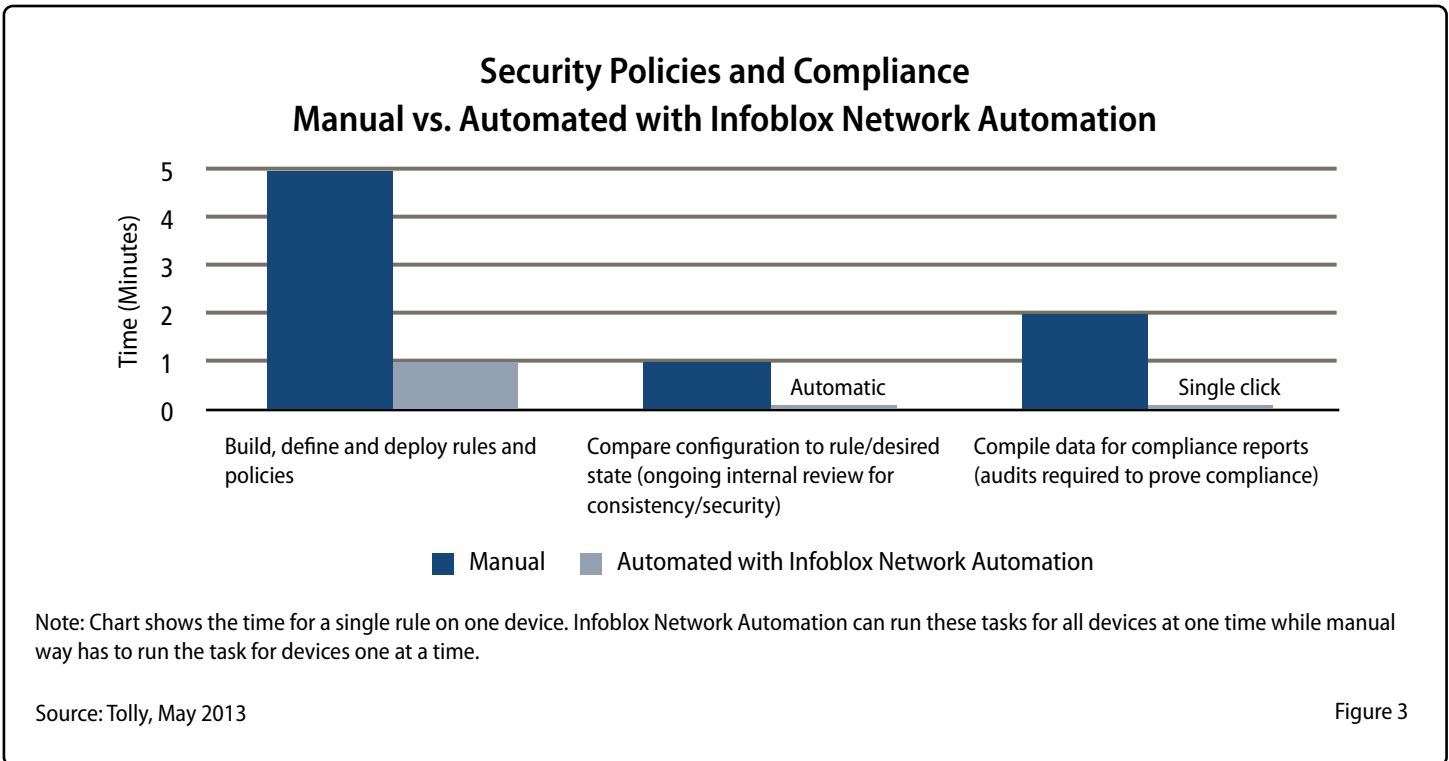 Security Policies and Compliance
Manual vs. Automated with Infoblox Network Automation
Time (Minutes)
5
4
3
2
1
0
Automatic
Single click
Build, define and deploy rules and
policies
Compare configuration to rule/desired
state (ongoing internal review for
consistency/security)
Compile data for compliance reports
(audits required to prove compliance)
Manual
Automated with Infoblox Network Automation
Note: Chart shows the time for a single rule on one device. Infoblox Network Automation can run these tasks for all devices at one time while manual
way has to run the task for devices one at a time.
Source: Tolly, May 2013
Figure 3